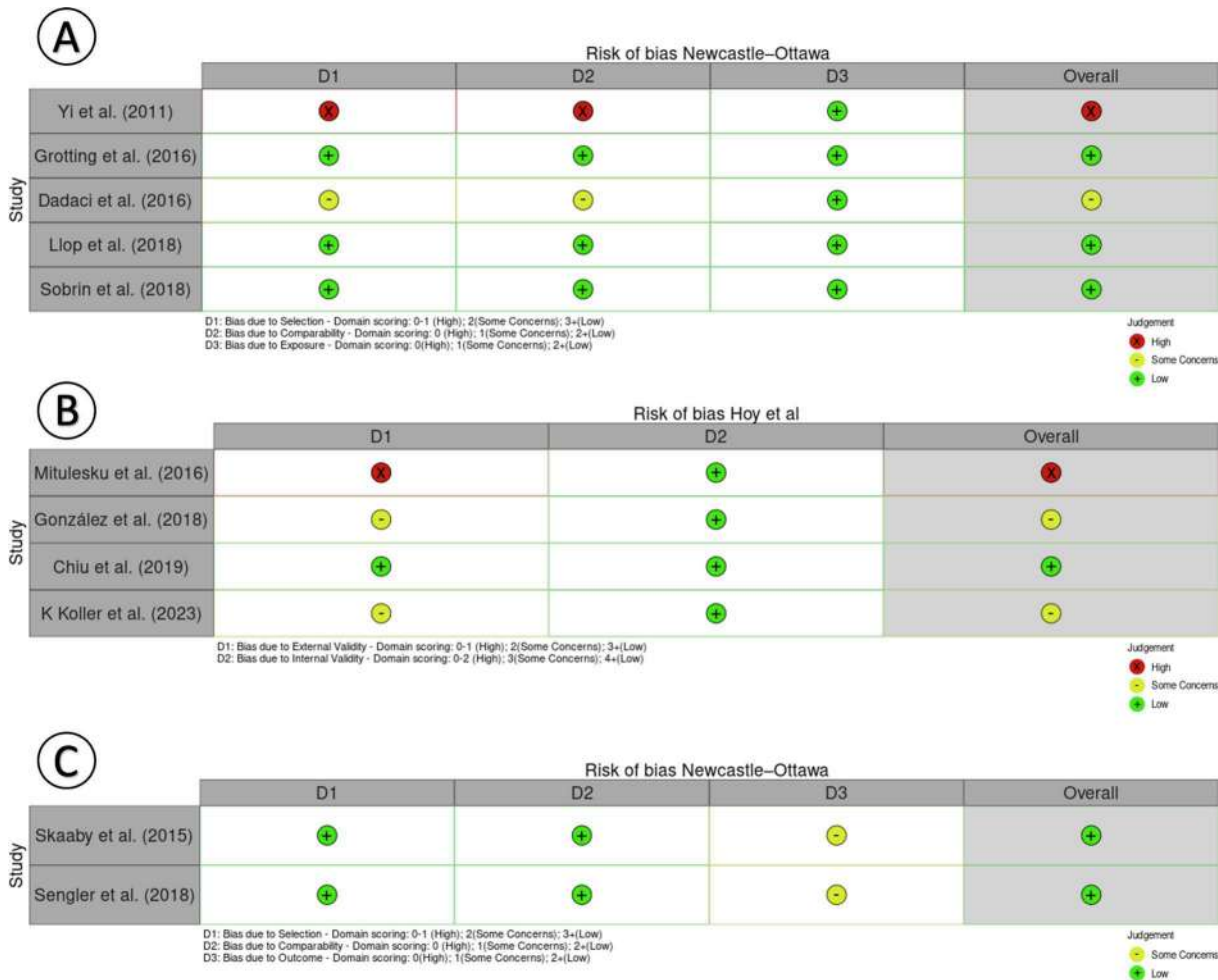 A
Risk of bias Newcastle–Ottawa
D1 D2 D3 Overall
Study
Yi et al. (2011) X X + X
Grotting et al. (2016) + + + +
Dadaci et al. (2016) - - + -
Llop et al. (2018) + + + +
Sobrin et al. (2018) + + + +
D1: Bias due to Selection - Domain scoring: 0-1 (High); 2(Some Concerns); 3+(Low)
D2: Bias due to Comparability - Domain scoring: 0 (High); 1(Some Concerns); 2+(Low)
D3: Bias due to Exposure - Domain scoring: 0(High); 1(Some Concerns); 2+(Low)
Judgement
X High
- Some Concerns
+ Low
B
Risk of bias Hoy et al
D1 D2 Overall
Study
Mitulesku et al. (2016) X + X
González et al. (2018) - + -
Chiu et al. (2019) + + +
K Koller et al. (2023) - + -
D1: Bias due to External Validity - Domain scoring: 0-1 (High); 2(Some Concerns); 3+(Low)
D2: Bias due to Internal Validity - Domain scoring: 0-2 (High); 3(Some Concerns); 4+(Low)
Judgement
X High
- Some Concerns
+ Low
C
Risk of bias Newcastle–Ottawa
D1 D2 D3 Overall
Study
Skaaby et al. (2015) + + - +
Sengler et al. (2018) + + - +
D1: Bias due to Selection - Domain scoring: 0-1 (High); 2(Some Concerns); 3+(Low)
D2: Bias due to Comparability - Domain scoring: 0 (High); 1(Some Concerns); 2+(Low)
D3: Bias due to Outcome - Domain scoring: 0(High); 1(Some Concerns); 2+(Low)
Judgement
- Some Concerns
+ Low